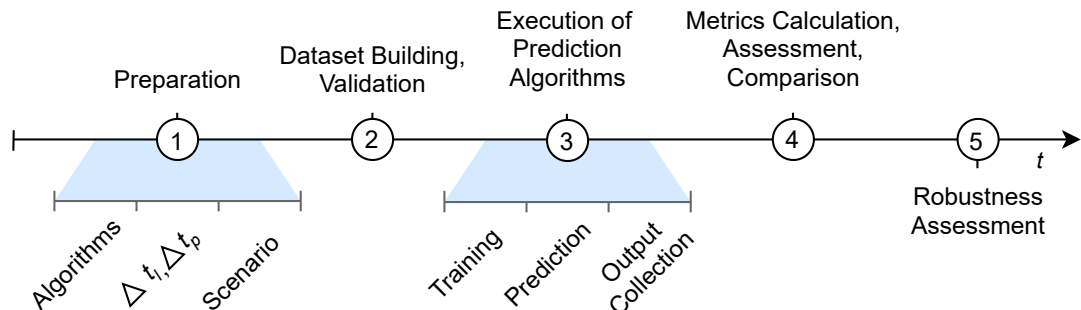 Preparation
Dataset Building,
Validation
Execution of
Prediction
Algorithms
Metrics Calculation,
Assessment,
Comparison
1
2
3
4
5
t
Robustness
Assessment
Algorithms
Δ t_l, Δ t_p
Scenario
Training
Prediction
Output
Collection